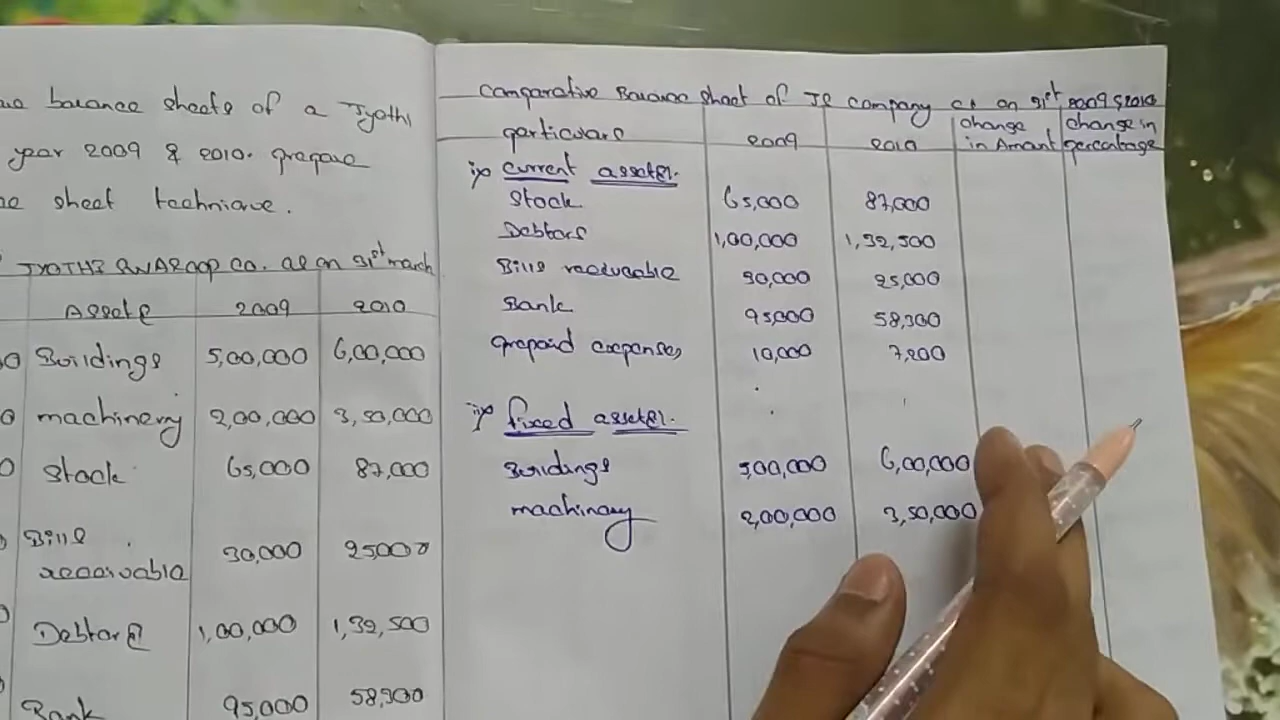 balance sheets of a Jyothi
year 2009 & 2010. prepare
sheet technique.
JYOTHI SWAROOP CO. as on 31st march
Assets 2009 2010
Buildings 5,00,000 6,00,000
machinery 2,00,000 3,50,000
Stock 65,000 87,000
Bills
receivable 30,000 25000
Debtors 1,00,000 1,32,500
Bank 95,000 58,300
Comparative Balance sheet of JS company as on 31st 2009 & 2010
particulars 2009 2010 change in Amount change in percentage
i) current assets:
Stock 65,000 87,000
Debtors 1,00,000 1,32,500
Bills receivable 30,000 25,000
Bank 95,000 58,300
prepaid expenses 10,000 7,200
ii) fixed assets:
Buildings 5,00,000 6,00,000
machinery 2,00,000 3,50,000